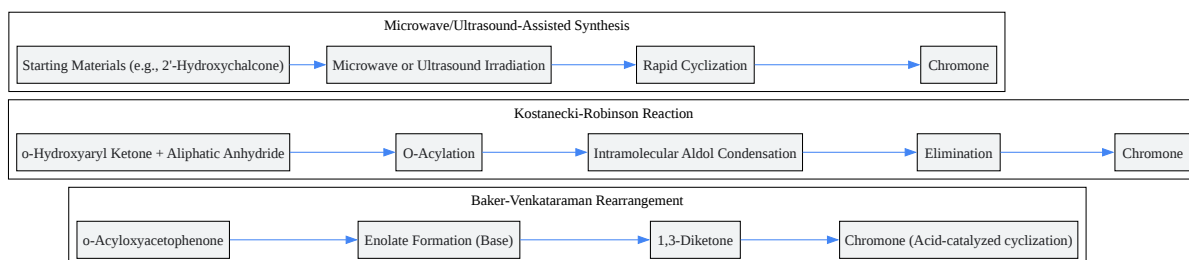 Microwave/Ultrasound-Assisted Synthesis
Starting Materials (e.g., 2'-Hydroxychalcone)
Microwave or Ultrasound Irradiation
Rapid Cyclization
Chromone
Kostanecki-Robinson Reaction
o-Hydroxyaryl Ketone + Aliphatic Anhydride
O-Acylation
Intramolecular Aldol Condensation
Elimination
Chromone
Baker-Venkataraman Rearrangement
o-Acyloxyacetophenone
Enolate Formation (Base)
1,3-Diketone
Chromone (Acid-catalyzed cyclization)